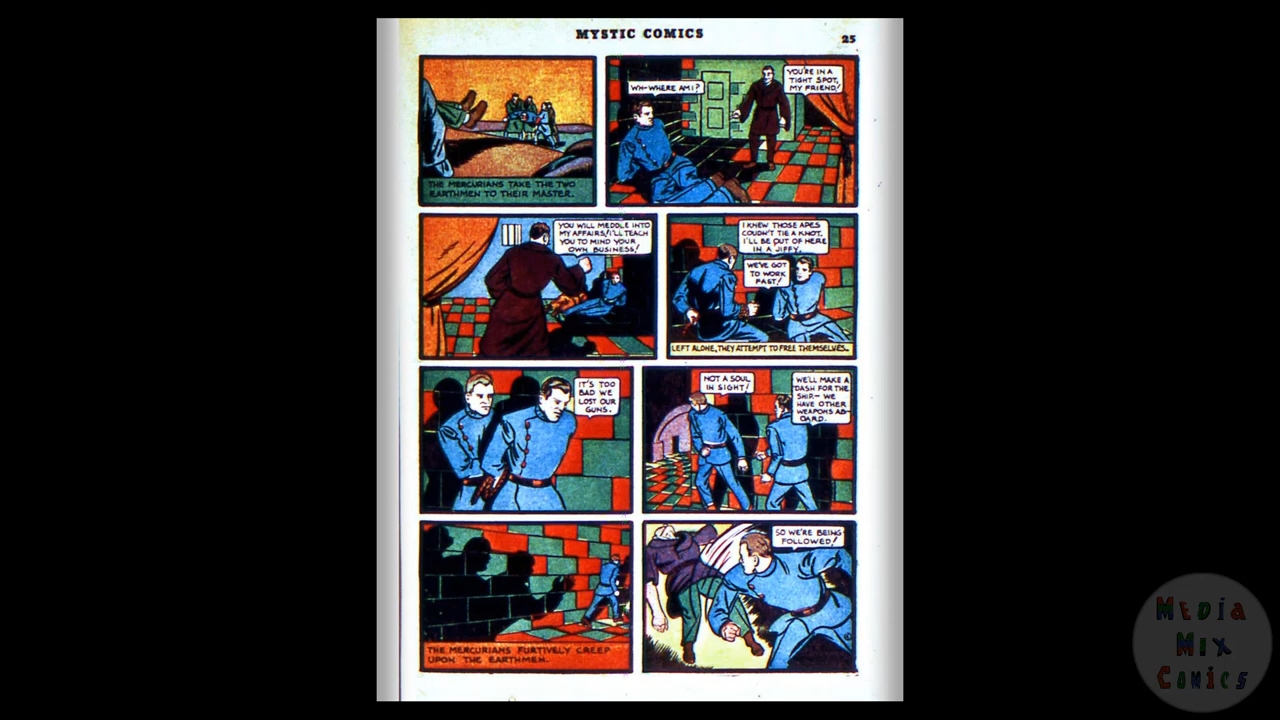 MYSTIC COMICS
25
THE MERCURIANS TAKE THE TWO
EARTHMEN TO THEIR MASTER.
WH-WHERE AM I?
YOU'RE IN A
TIGHT SPOT,
MY FRIEND!
YOU WILL MEDDLE INTO
MY AFFAIRS! I'LL TEACH
YOU TO MIND YOUR
OWN BUSINESS!
I KNEW THOSE APES
COUDN'T TIE A KNOT,
I'LL BE OUT OF HERE
IN A JIFFY.
WE'VE GOT
TO WORK
FAST!
LEFT ALONE, THEY ATTEMPT TO FREE THEMSELVES.
IT'S TOO
BAD WE
LOST OUR
GUNS.
NOT A SOUL
IN SIGHT!
WE'LL MAKE A
DASH FOR THE
SHIP.- WE
HAVE OTHER
WEAPONS AB-
OARD.
THE MERCURIANS FURTIVELY CREEP
UPON THE EARTHMEN.
SO WE'RE BEING
FOLLOWED!
MEDIA
MIX
COMICS